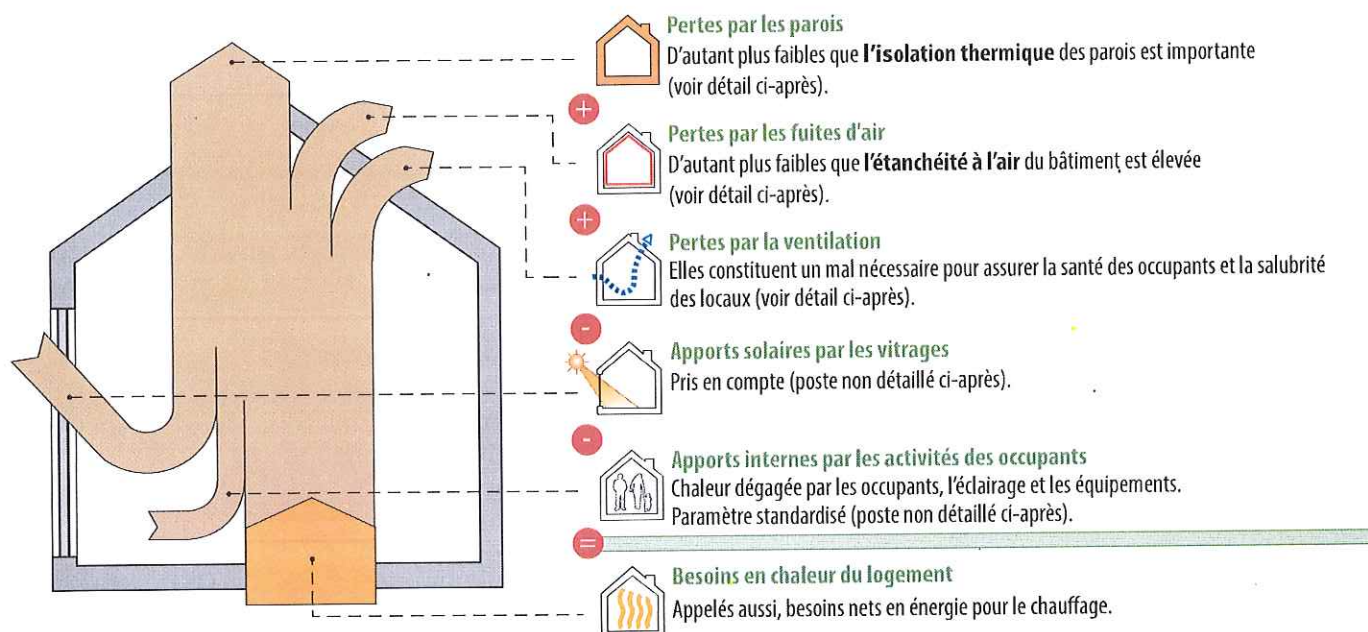 Pertes par les parois
D'autant plus faibles que l'isolation thermique des parois est importante
(voir détail ci-après).
+
Pertes par les fuites d'air
D'autant plus faibles que l'étanchéité à l'air du bâtiment est élevée
(voir détail ci-après).
+
Pertes par la ventilation
Elles constituent un mal nécessaire pour assurer la santé des occupants et la salubrité
des locaux (voir détail ci-après).
-
Apports solaires par les vitrages
Pris en compte (poste non détaillé ci-après).
-
Apports internes par les activités des occupants
Chaleur dégagée par les occupants, l'éclairage et les équipements.
Paramètre standardisé (poste non détaillé ci-après).
=
Besoins en chaleur du logement
Appelés aussi, besoins nets en énergie pour le chauffage.